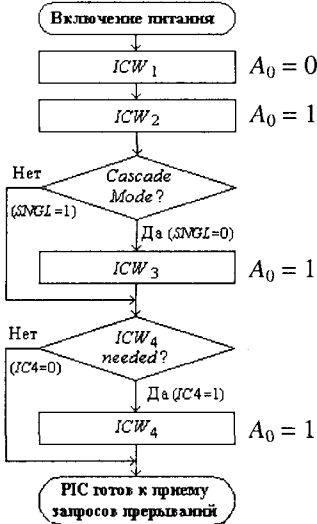 Включение питания
ICW1 A0 = 0
ICW2 A0 = 1
Нет
Cascade
Mode?
(SNGL=1)
Да (SNGL=0)
ICW3 A0 = 1
Нет
ICW4
needed?
(IC4=0)
Да (IC4=1)
ICW4 A0 = 1
PIC готов к приему
запросов прерываний